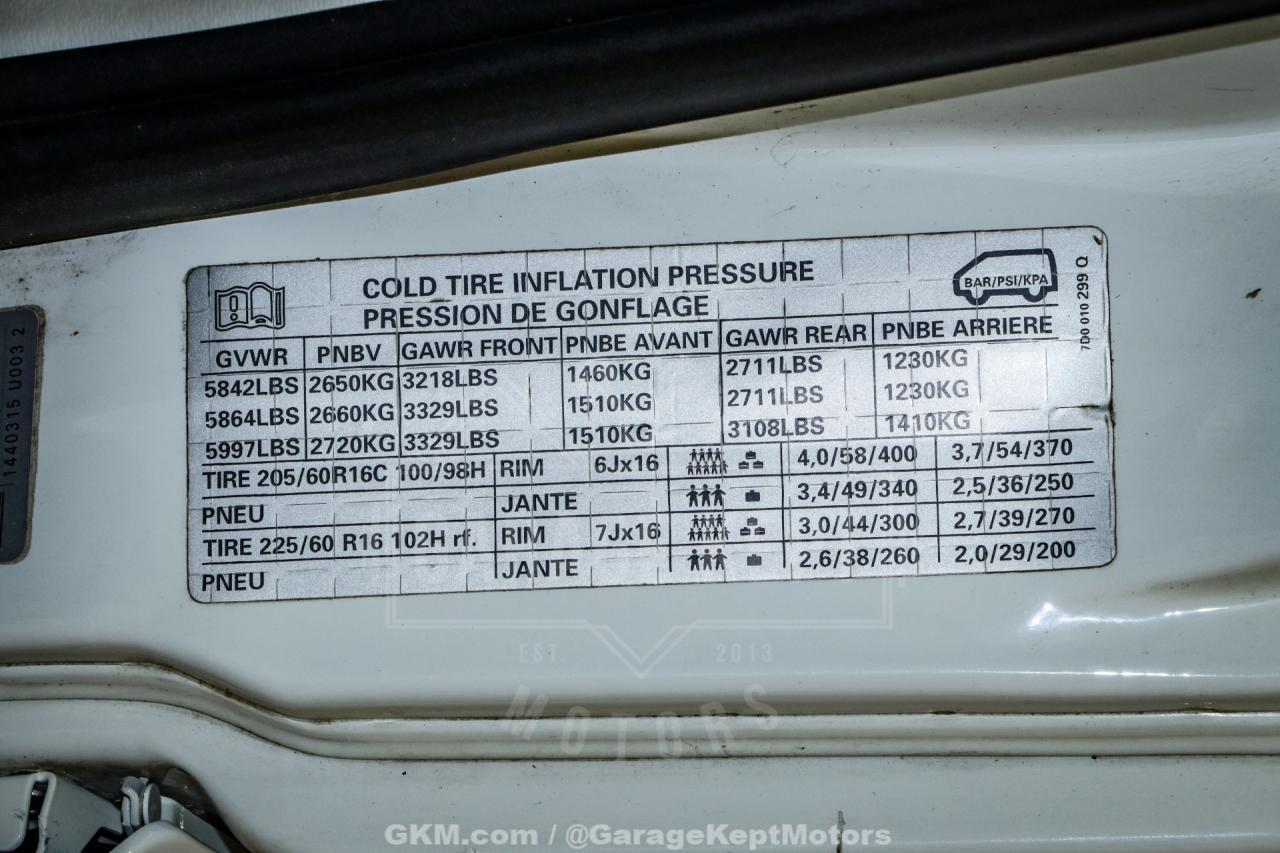 COLD TIRE INFLATION PRESSURE
PRESSION DE GONFLAGE
BAR/PSI/KPA
7D0 010 299 Q
GVWR PNBV GAWR FRONT PNBE AVANT GAWR REAR PNBE ARRIERE
5842LBS 2650KG 3218LBS 1460KG 2711LBS 1230KG
5864LBS 2660KG 3329LBS 1510KG 2711LBS 1230KG
5997LBS 2720KG 3329LBS 1510KG 3108LBS 1410KG
TIRE 205/60R16C 100/98H RIM 6Jx16 4,0/58/400 3,7/54/370
PNEU JANTE 3,4/49/340 2,5/36/250
TIRE 225/60 R16 102H rf. RIM 7Jx16 3,0/44/300 2,7/39/270
PNEU JANTE 2,6/38/260 2,0/29/200
1440315 U003 2
EST. 2013
MOTORS
GKM.com / @GarageKeptMotors